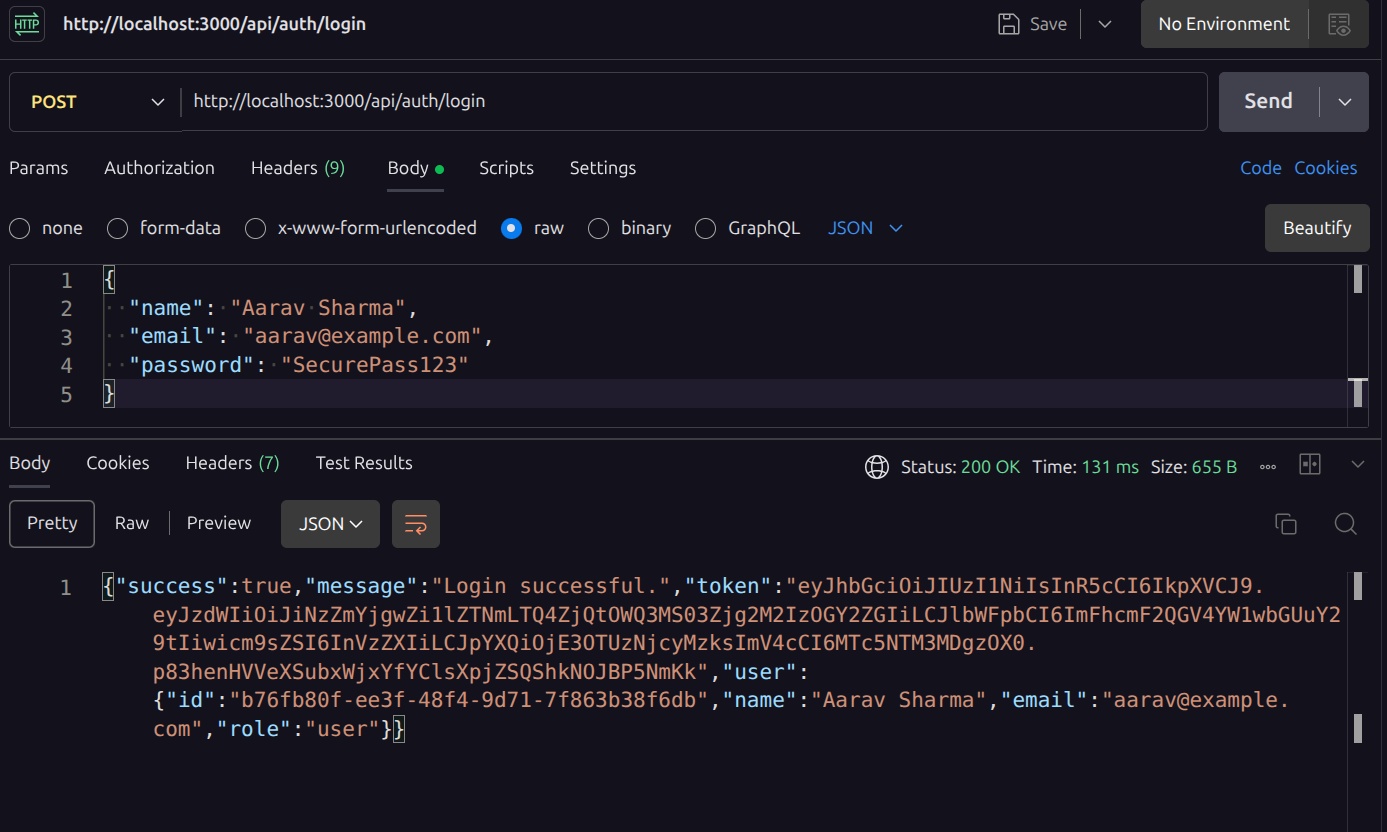 HTTP http://localhost:3000/api/auth/login Save No Environment
POST http://localhost:3000/api/auth/login Send
Params Authorization Headers (9) Body Scripts Settings Code Cookies
none form-data x-www-form-urlencoded raw binary GraphQL JSON Beautify
1 {
2 "name": "Aarav Sharma",
3 "email": "aarav@example.com",
4 "password": "SecurePass123"
5 }
Body Cookies Headers (7) Test Results Status: 200 OK Time: 131 ms Size: 655 B
Pretty Raw Preview JSON
1 {"success":true,"message":"Login successful.","token":"eyJhbGciOiJIUzI1NiIsInR5cCI6IkpXVCJ9.
eyJzdWIiOiJiNzZmYjgwZi1lZTNmLTQ4ZjQtOWQ3MS03Zjg2M2IzOGY2ZGIiLCJlbWFpbCI6ImFhcmF2QGV4YW1wbGUuY2
9tIiwicm9sZSI6InVzZXIiLCJpYXQiOjE3OTUzNjcyMzksImV4cCI6MTc5NTM3MDgzOX0.
p83henHVVeXSubxWjxYfYClsXpjZSQShkNOJBP5NmKk","user":
{"id":"b76fb80f-ee3f-48f4-9d71-7f863b38f6db","name":"Aarav Sharma","email":"aarav@example.
com","role":"user"}}